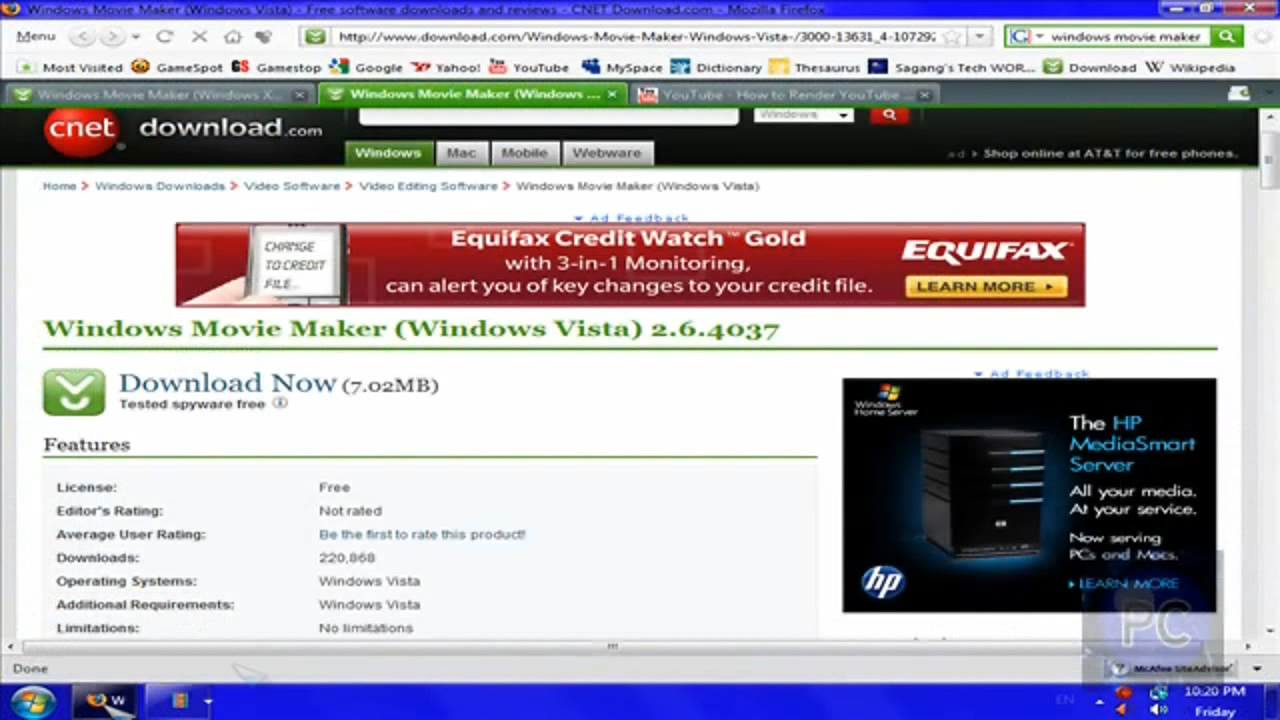 Windows Movie Maker (Windows Vista) - Free software downloads and reviews - CNET Download.com - Mozilla Firefox
Menu http://www.download.com/Windows-Movie-Maker-Windows-Vista-/3000-13631_4-107292 windows movie maker
Most Visited GameSpot Gamestop Google Yahoo! YouTube MySpace Dictionary Thesaurus Sagang's Tech WOR... Download Wikipedia
Windows Movie Maker (Windows X... Windows Movie Maker (Windows ... YouTube - How to Render YouTube ...
cnet download.com Windows
Windows Mac Mobile Webware ad Shop online at AT&T for free phones.
Home > Windows Downloads > Video Software > Video Editing Software > Windows Movie Maker (Windows Vista)
Ad Feedback
CHANGE
TO CREDIT
FILE...
Equifax Credit Watch™ Gold
with 3-in-1 Monitoring,
can alert you of key changes to your credit file.
EQUIFAX
LEARN MORE
Windows Movie Maker (Windows Vista) 2.6.4037
Download Now (7.02MB)
Tested spyware free
Ad Feedback
Features
License: Free
Editor's Rating: Not rated
Average User Rating: Be the first to rate this product!
Downloads: 220,868
Operating Systems: Windows Vista
Additional Requirements: Windows Vista
Limitations: No limitations
Windows
Home Server
The HP
MediaSmart
Server
All your media.
At your service.
Now serving
PCs and Macs.
LEARN MORE
hp
PC
Done McAfee SiteAdvisor
W EN 10:20 PM
Friday